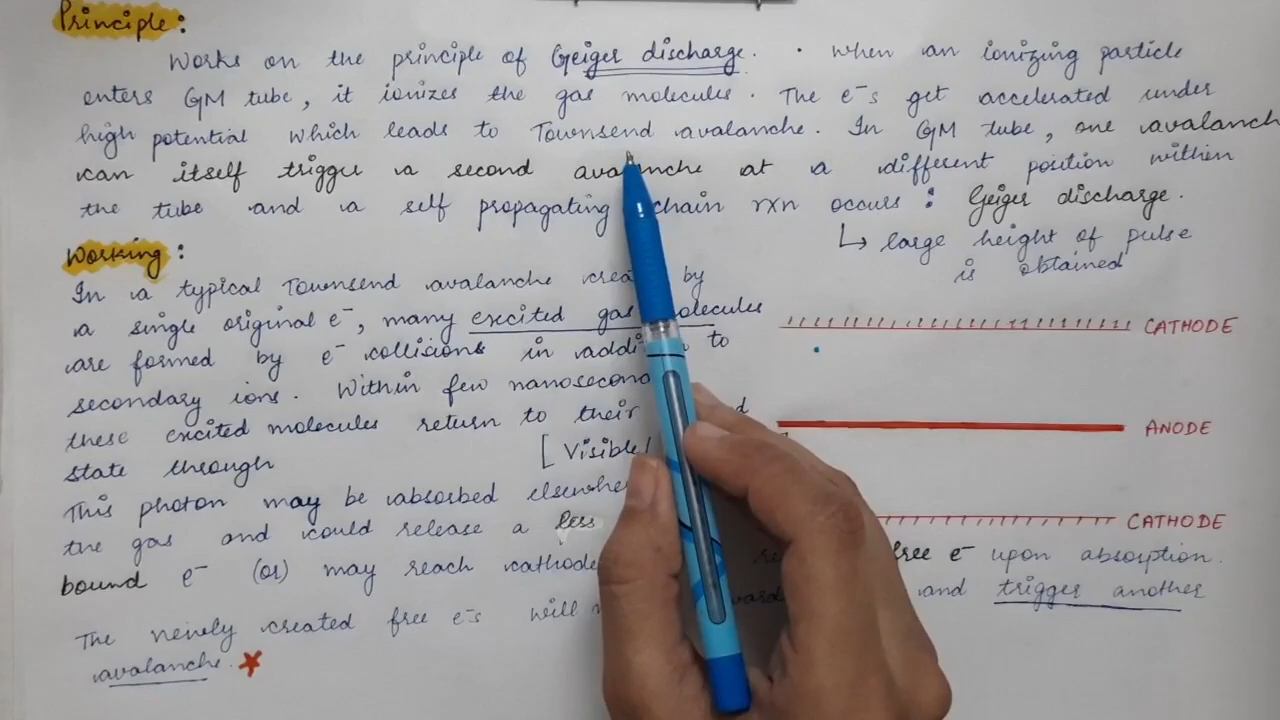 Principle:
Works on the principle of Geiger discharge. • When an ionizing particle
enters GM tube, it ionizes the gas molecules. The e⁻s get accelerated under
high potential which leads to Townsend avalanche. In GM tube, one avalanch
can itself trigger a second avalanche at a different position within
the tube and a self propagating chain rxn occurs: Geiger discharge.
↳ large height of pulse
is obtained
Working:
In a typical Townsend avalanche by
a single original e⁻, many excited gas molecules
are formed by e⁻ collisions in to
secondary ions. Within few
these excited molecules return to their
state through [Visible/
This photon may be absorbed
the gas and could release a less
bound e⁻ (or) may reach cathode free e⁻ upon absorption.
The newly created free e⁻s will and trigger another
avalanche. ★
CATHODE
ANODE
CATHODE